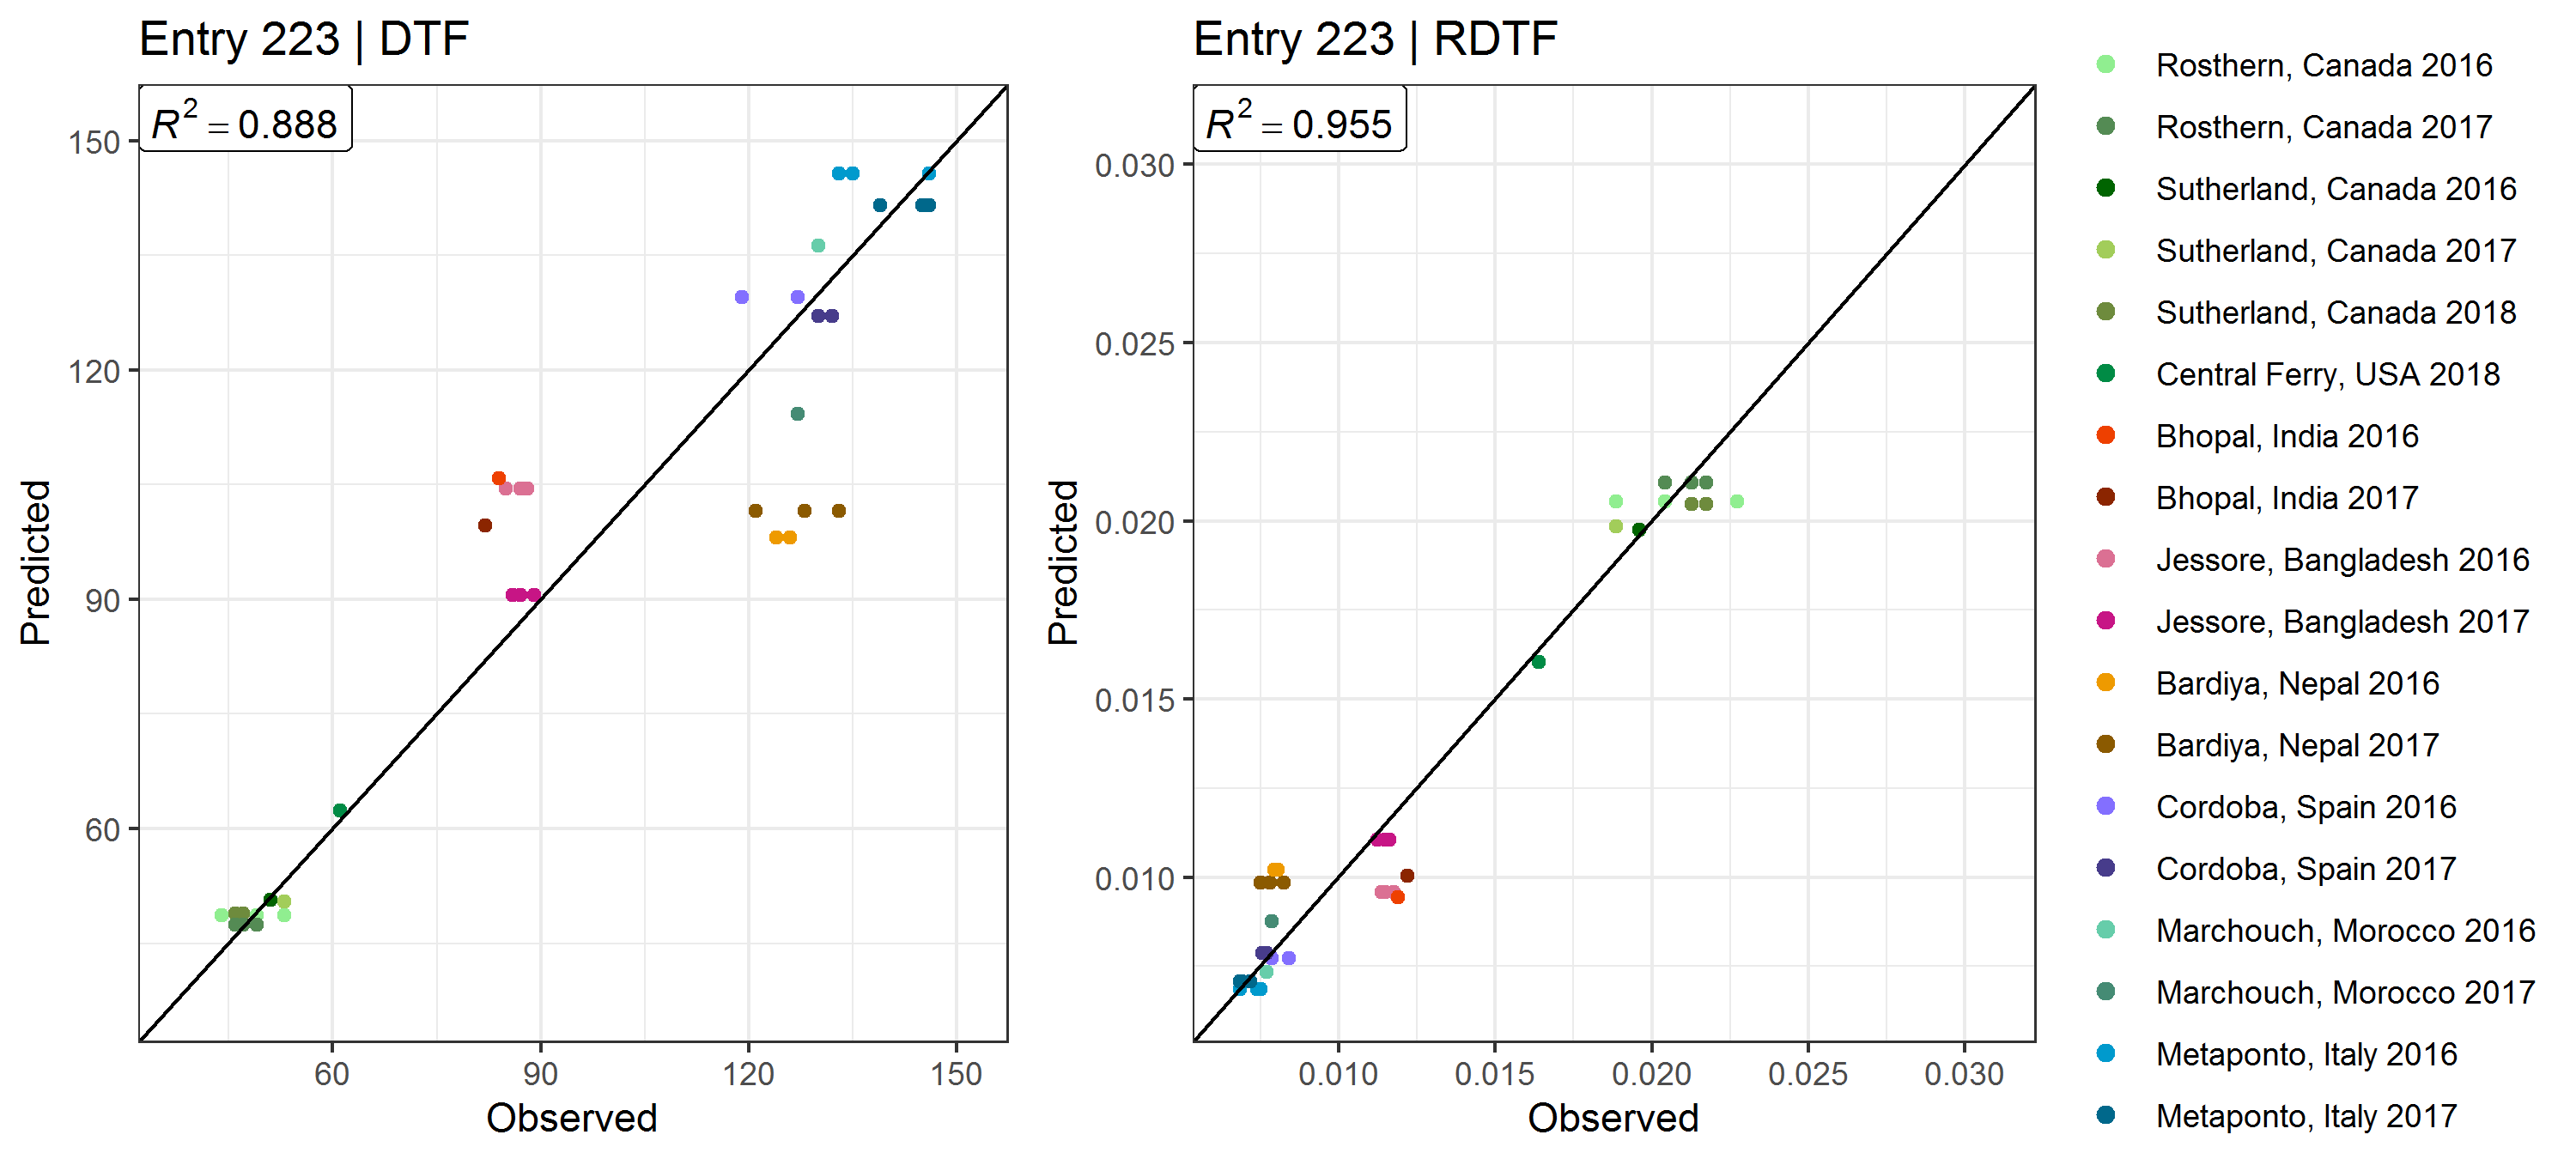 Entry 223 | DTF
R² = 0.888
150
120
90
60
Predicted
60 90 120 150
Observed
Entry 223 | RDTF
R² = 0.955
0.030
0.025
0.020
0.015
0.010
Predicted
0.010 0.015 0.020 0.025 0.030
Observed
Rosthern, Canada 2016
Rosthern, Canada 2017
Sutherland, Canada 2016
Sutherland, Canada 2017
Sutherland, Canada 2018
Central Ferry, USA 2018
Bhopal, India 2016
Bhopal, India 2017
Jessore, Bangladesh 2016
Jessore, Bangladesh 2017
Bardiya, Nepal 2016
Bardiya, Nepal 2017
Cordoba, Spain 2016
Cordoba, Spain 2017
Marchouch, Morocco 2016
Marchouch, Morocco 2017
Metaponto, Italy 2016
Metaponto, Italy 2017